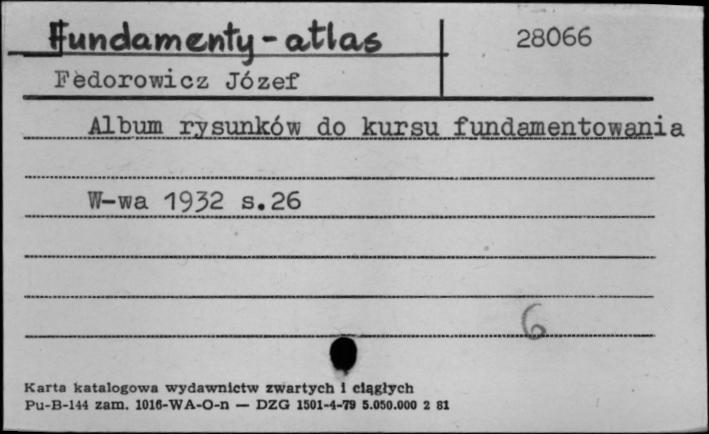 Fundamenty - atlas
28066
Fedorowicz Józef
Album rysunków do kursu fundamentowania
W-wa 1932 s.26
6
Karta katalogowa wydawnictw zwartych i ciągłych
Pu-B-144 zam. 1016-WA-O-n — DZG 1501-4-79 5.050.000 2 81